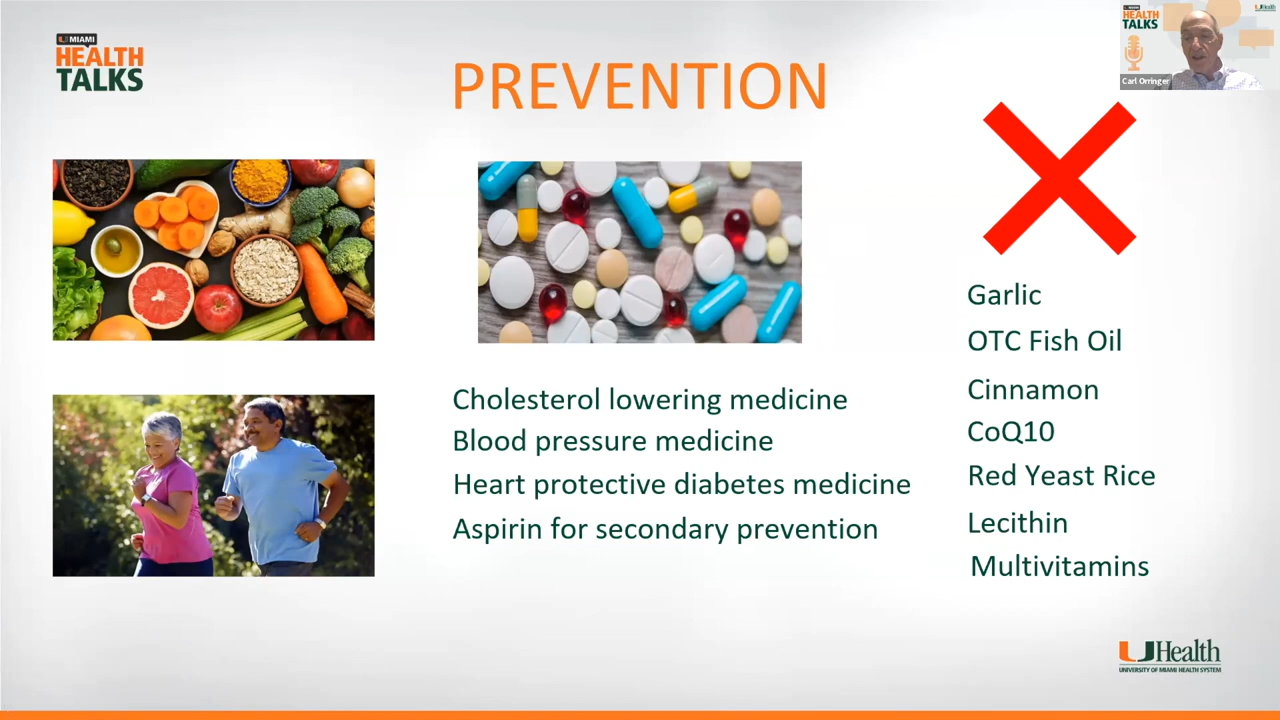 U MIAMI
HEALTH
TALKS
PREVENTION
HEALTH
TALKS
UHealth
Carl Orringer
Cholesterol lowering medicine
Blood pressure medicine
Heart protective diabetes medicine
Aspirin for secondary prevention
Garlic
OTC Fish Oil
Cinnamon
CoQ10
Red Yeast Rice
Lecithin
Multivitamins
UHealth
UNIVERSITY OF MIAMI HEALTH SYSTEM